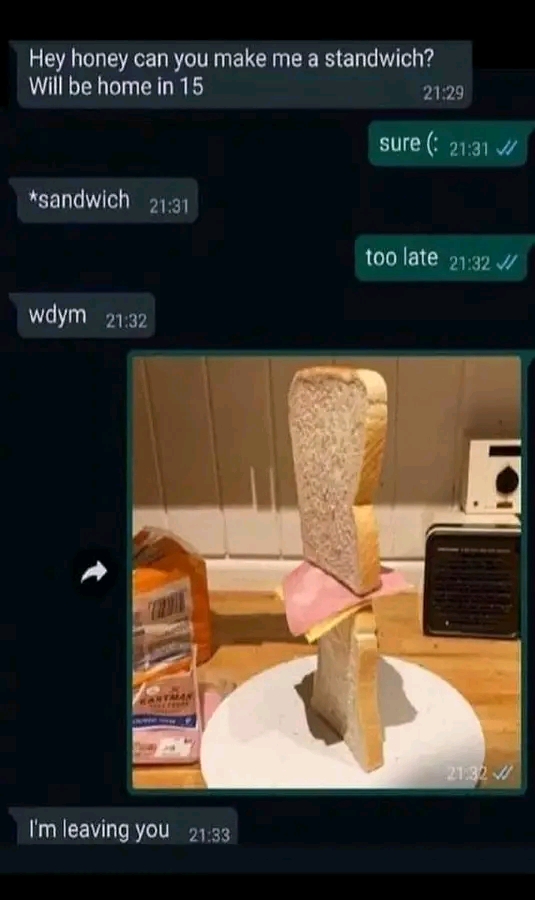 Hey honey can you make me a standwich?
Will be home in 15
21:29
sure (: 21:31
*sandwich 21:31
too late 21:32
wdym 21:32
EASTMAN
21:32
I'm leaving you 21:33